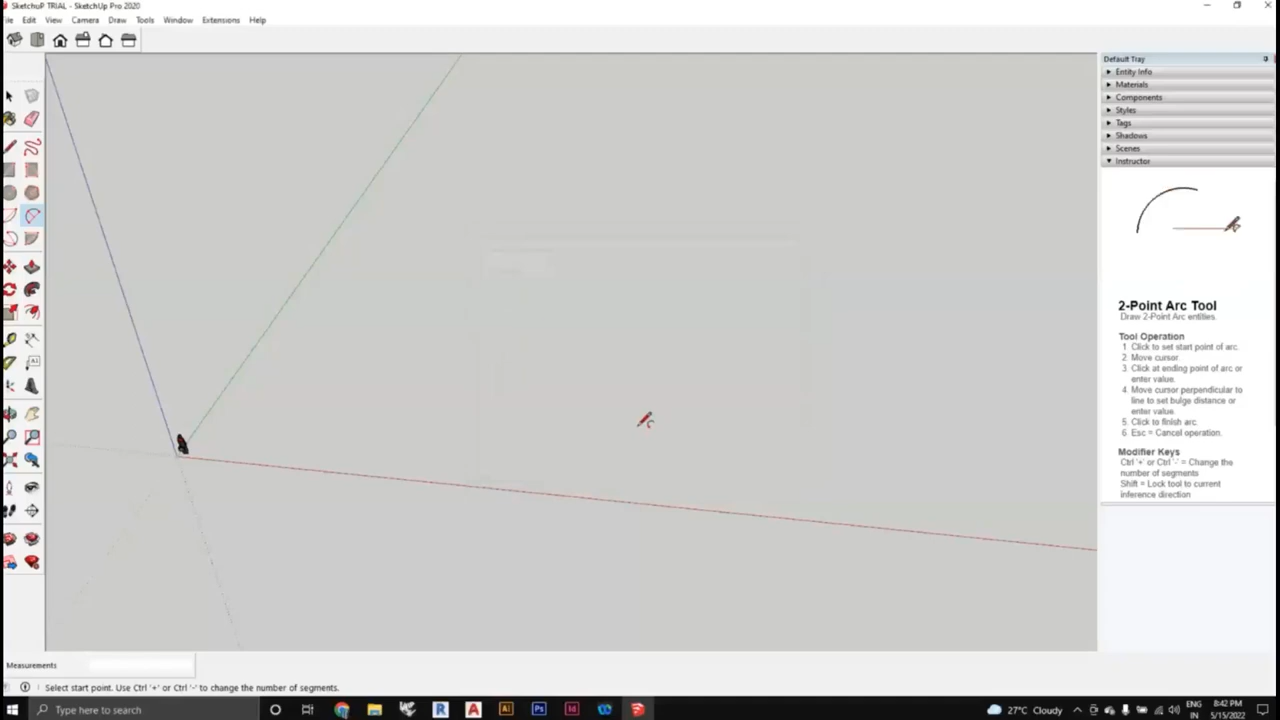 SketchuP TRIAL - SketchUp Pro 2020
ile Edit View Camera Draw Tools Window Extensions Help
Default Tray
Entity Info
Materials
Components
Styles
Tags
Shadows
Scenes
Instructor
2-Point Arc Tool
Draw 2-Point Arc entities.
Tool Operation
1 Click to set start point of arc.
2 Move cursor
3 Click at ending point of arc or
enter value.
4 Move cursor perpendicular to
line to set bulge distance or
enter value.
5 Click to finish arc.
6 Esc = Cancel operation.
Modifier Keys
Ctrl '+' or Ctrl '-' = Change the
number of segments
Shift = Lock tool to current
inference direction
Measurements
Select start point. Use Ctrl '+' or Ctrl '-' to change the number of segments.
Type here to search
27°C Cloudy
ENG
IN
8:42 PM
5/15/2022